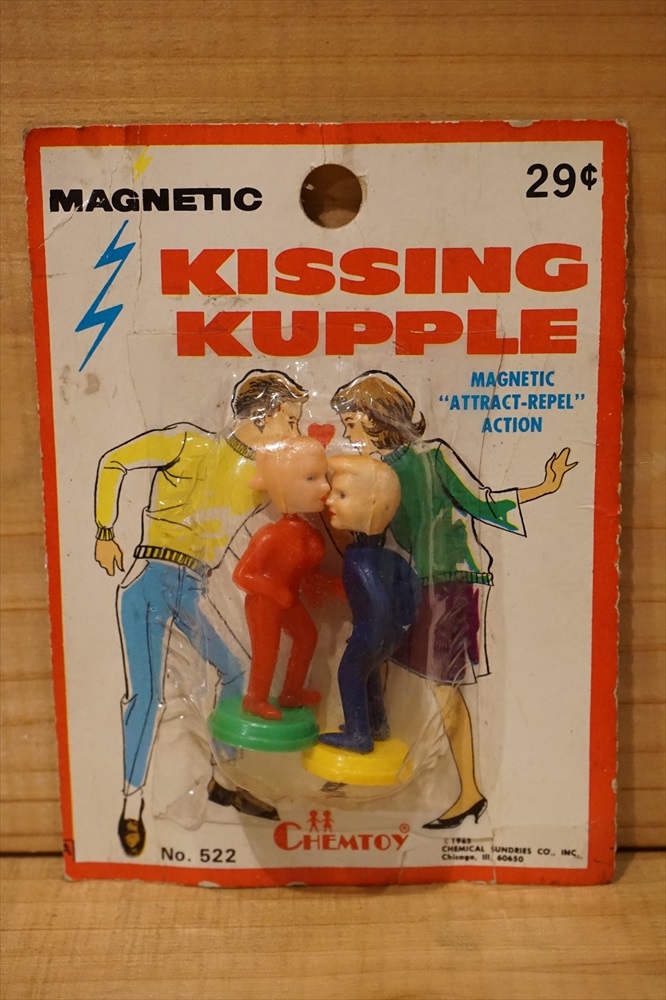 MAGNETIC
29¢
KISSING
KUPPLE
MAGNETIC
"ATTRACT-REPEL"
ACTION
CHEMTOY®
No. 522
CHEMICAL SUNDRIES CO., INC.
Chicago, Ill. 60650